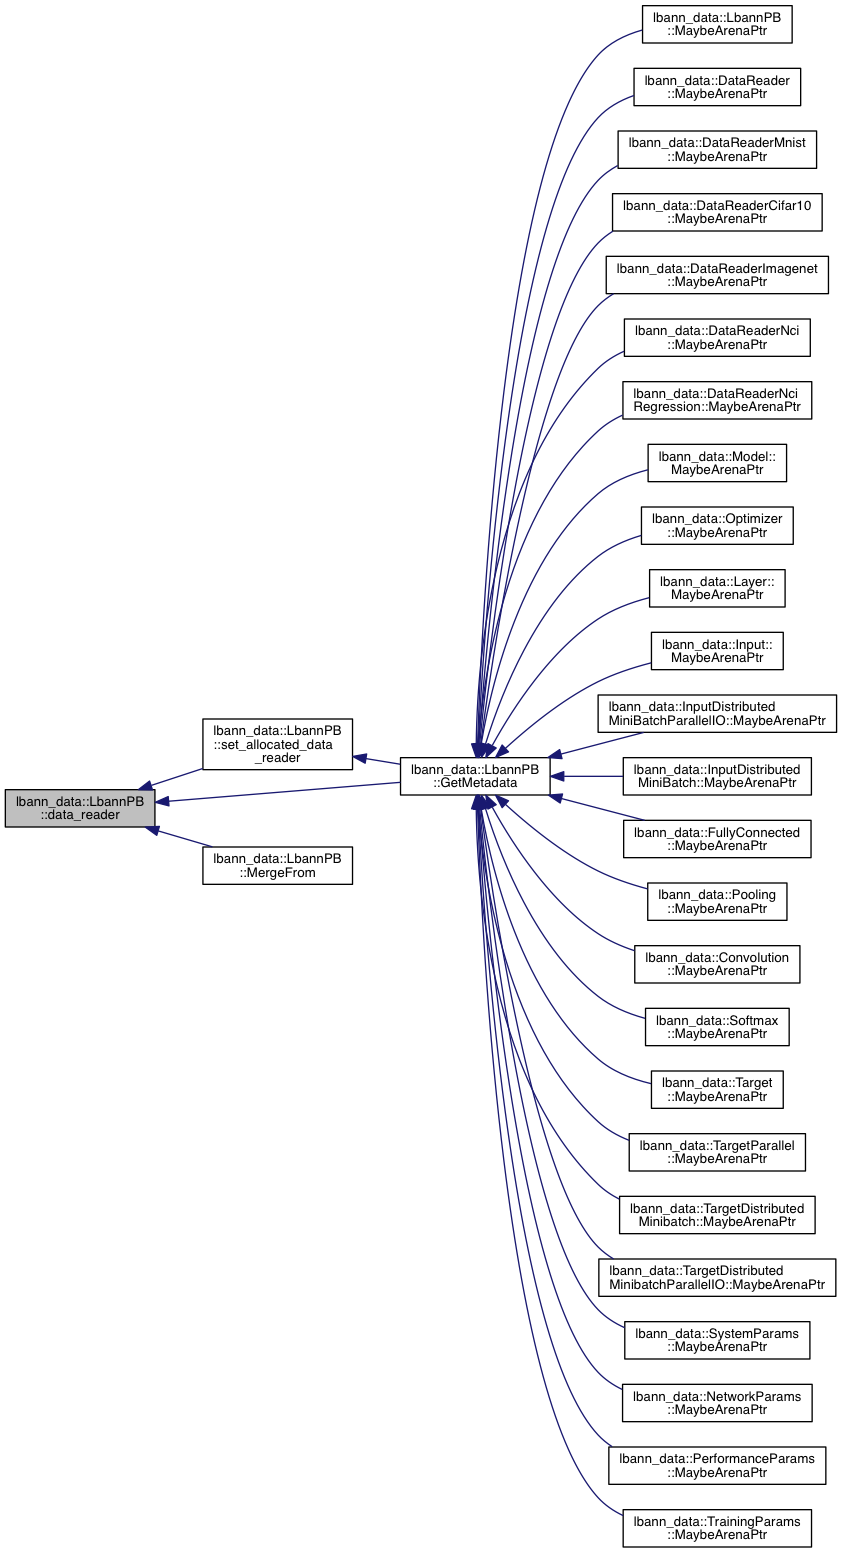 lbann_data::LbannPB
::MaybeArenaPtr
lbann_data::DataReader
::MaybeArenaPtr
lbann_data::DataReaderMnist
::MaybeArenaPtr
lbann_data::DataReaderCifar10
::MaybeArenaPtr
lbann_data::DataReaderImagenet
::MaybeArenaPtr
lbann_data::DataReaderNci
::MaybeArenaPtr
lbann_data::DataReaderNci
Regression::MaybeArenaPtr
lbann_data::Model::
MaybeArenaPtr
lbann_data::Optimizer
::MaybeArenaPtr
lbann_data::Layer::
MaybeArenaPtr
lbann_data::Input::
MaybeArenaPtr
lbann_data::InputDistributed
MiniBatchParallelIO::MaybeArenaPtr
lbann_data::LbannPB
::set_allocated_data
_reader
lbann_data::LbannPB
::GetMetadata
lbann_data::InputDistributed
MiniBatch::MaybeArenaPtr
lbann_data::LbannPB
::data_reader
lbann_data::FullyConnected
::MaybeArenaPtr
lbann_data::LbannPB
::MergeFrom
lbann_data::Pooling
::MaybeArenaPtr
lbann_data::Convolution
::MaybeArenaPtr
lbann_data::Softmax
::MaybeArenaPtr
lbann_data::Target
::MaybeArenaPtr
lbann_data::TargetParallel
::MaybeArenaPtr
lbann_data::TargetDistributed
Minibatch::MaybeArenaPtr
lbann_data::TargetDistributed
MinibatchParallelIO::MaybeArenaPtr
lbann_data::SystemParams
::MaybeArenaPtr
lbann_data::NetworkParams
::MaybeArenaPtr
lbann_data::PerformanceParams
::MaybeArenaPtr
lbann_data::TrainingParams
::MaybeArenaPtr